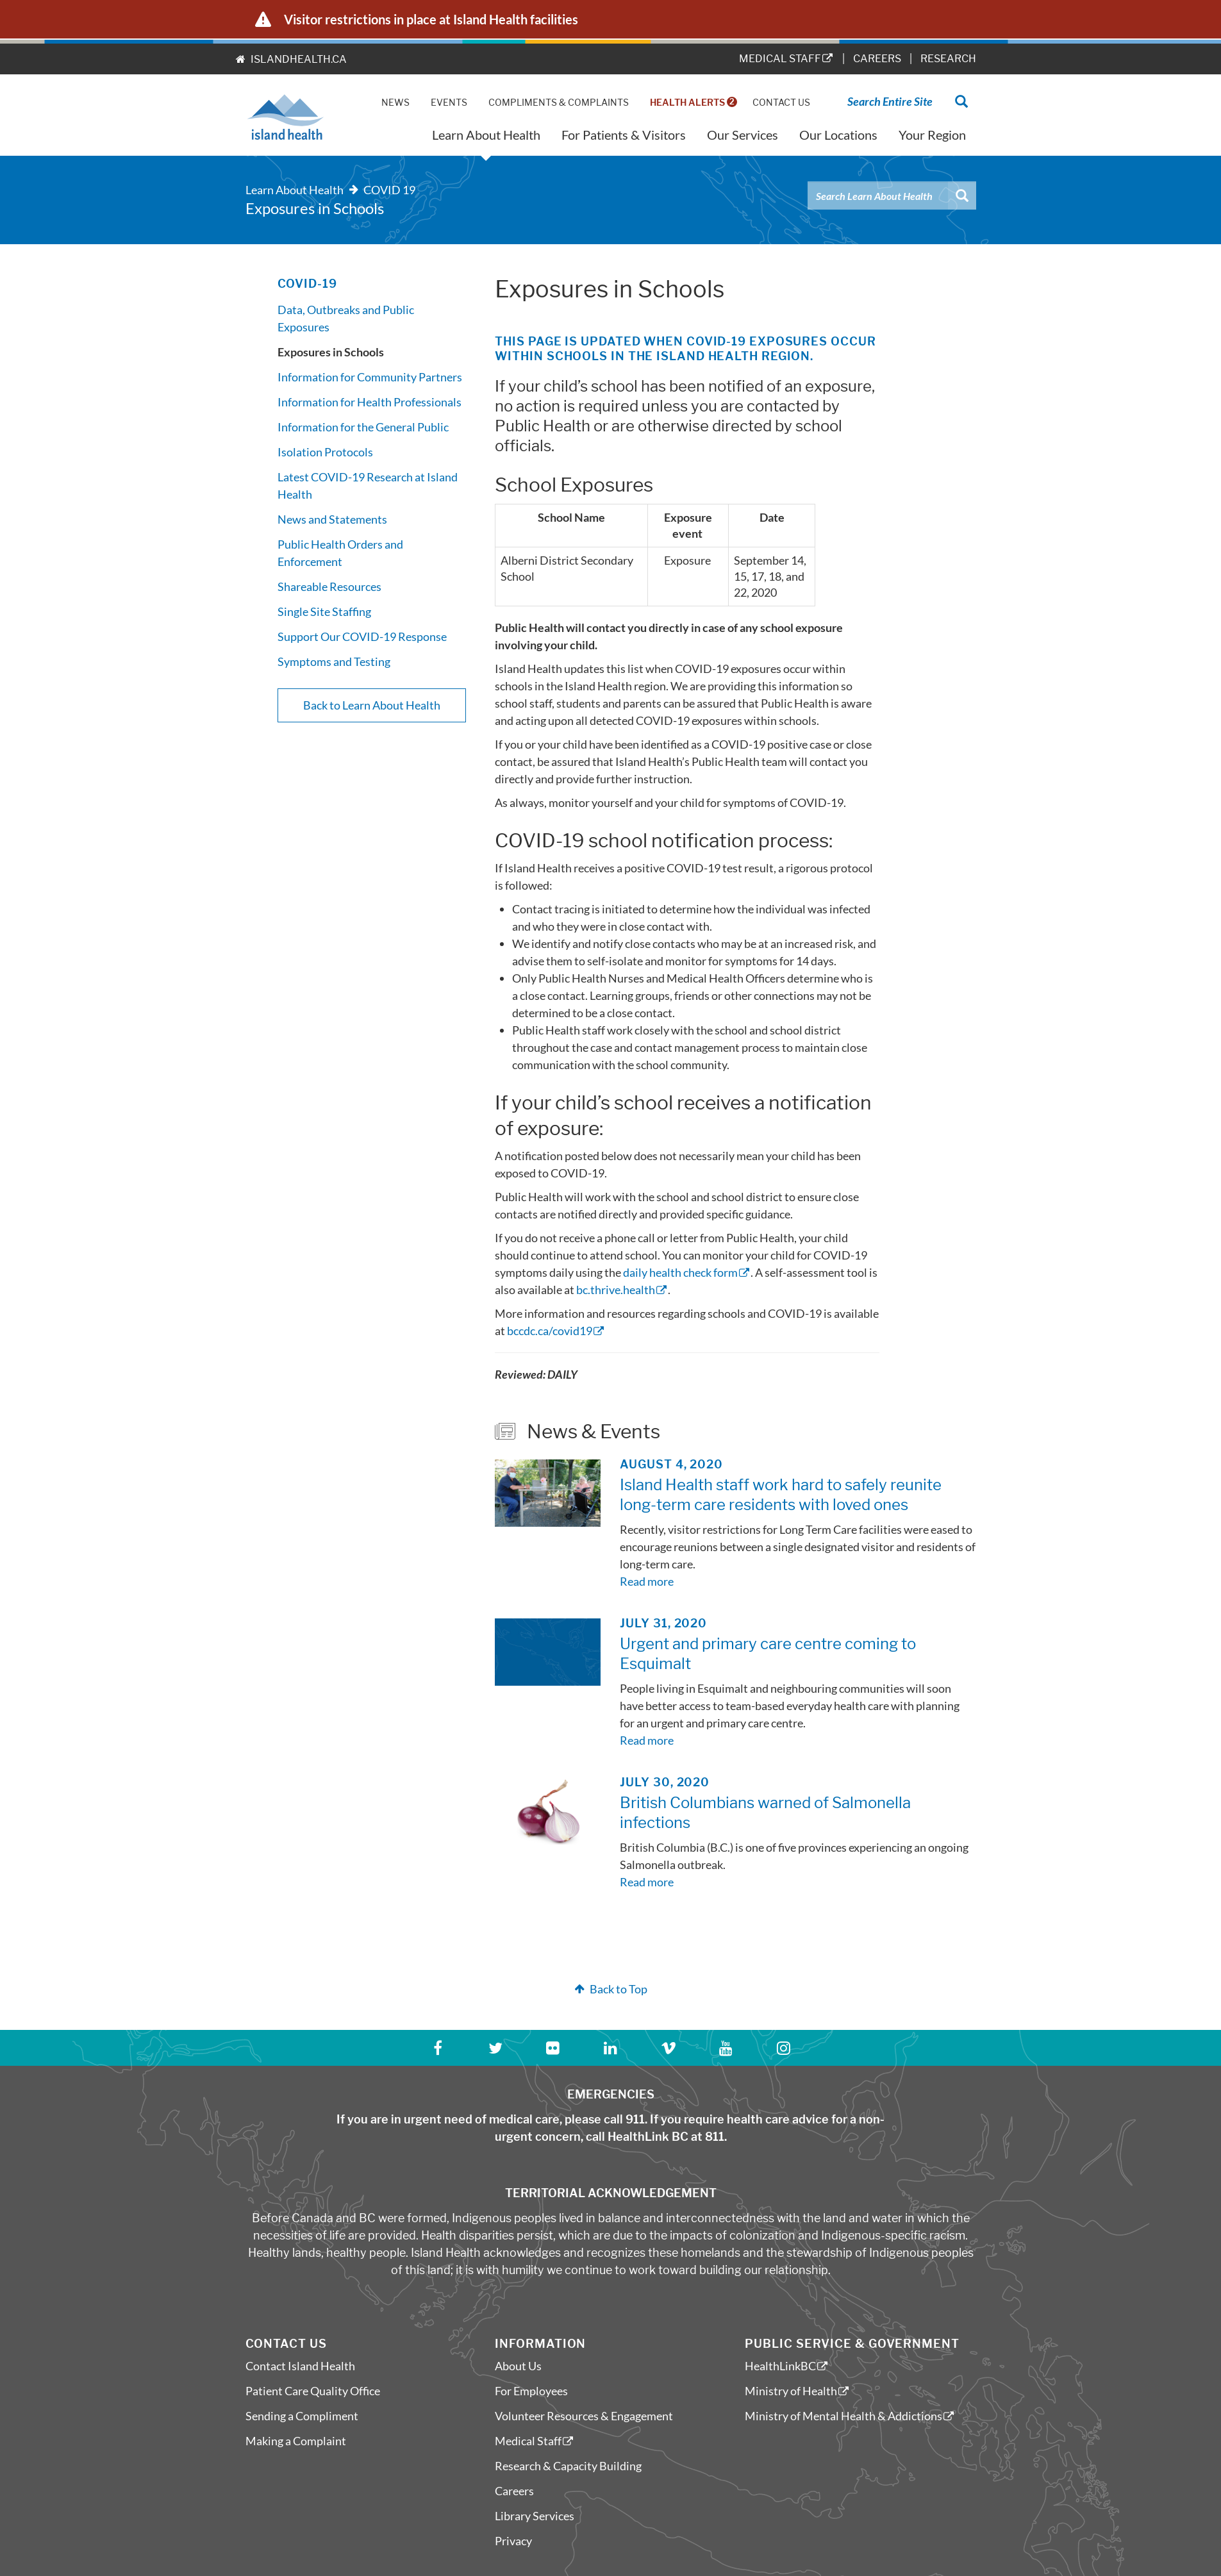 Visitor restrictions in place at Island Health facilities
ISLANDHEALTH.CA
MEDICAL STAFF | CAREERS | RESEARCH
NEWS EVENTS COMPLIMENTS & COMPLAINTS HEALTH ALERTS 2 CONTACT US Search Entire Site
island health
Learn About Health For Patients & Visitors Our Services Our Locations Your Region
Learn About Health COVID 19
Exposures in Schools
Search Learn About Health
COVID-19
Data, Outbreaks and Public
Exposures
Exposures in Schools
Information for Community Partners
Information for Health Professionals
Information for the General Public
Isolation Protocols
Latest COVID-19 Research at Island
Health
News and Statements
Public Health Orders and
Enforcement
Shareable Resources
Single Site Staffing
Support Our COVID-19 Response
Symptoms and Testing
Back to Learn About Health
Exposures in Schools
THIS PAGE IS UPDATED WHEN COVID-19 EXPOSURES OCCUR
WITHIN SCHOOLS IN THE ISLAND HEALTH REGION.
If your child’s school has been notified of an exposure,
no action is required unless you are contacted by
Public Health or are otherwise directed by school
officials.
School Exposures
School Name Exposure Date
event
Alberni District Secondary Exposure September 14,
School 15, 17, 18, and
22, 2020
Public Health will contact you directly in case of any school exposure
involving your child.
Island Health updates this list when COVID-19 exposures occur within
schools in the Island Health region. We are providing this information so
school staff, students and parents can be assured that Public Health is aware
and acting upon all detected COVID-19 exposures within schools.
If you or your child have been identified as a COVID-19 positive case or close
contact, be assured that Island Health’s Public Health team will contact you
directly and provide further instruction.
As always, monitor yourself and your child for symptoms of COVID-19.
COVID-19 school notification process:
If Island Health receives a positive COVID-19 test result, a rigorous protocol
is followed:
• Contact tracing is initiated to determine how the individual was infected
and who they were in close contact with.
• We identify and notify close contacts who may be at an increased risk, and
advise them to self-isolate and monitor for symptoms for 14 days.
• Only Public Health Nurses and Medical Health Officers determine who is
a close contact. Learning groups, friends or other connections may not be
determined to be a close contact.
• Public Health staff work closely with the school and school district
throughout the case and contact management process to maintain close
communication with the school community.
If your child’s school receives a notification
of exposure:
A notification posted below does not necessarily mean your child has been
exposed to COVID-19.
Public Health will work with the school and school district to ensure close
contacts are notified directly and provided specific guidance.
If you do not receive a phone call or letter from Public Health, your child
should continue to attend school. You can monitor your child for COVID-19
symptoms daily using the daily health check form. A self-assessment tool is
also available at bc.thrive.health.
More information and resources regarding schools and COVID-19 is available
at bccdc.ca/covid19
Reviewed: DAILY
News & Events
AUGUST 4, 2020
Island Health staff work hard to safely reunite
long-term care residents with loved ones
Recently, visitor restrictions for Long Term Care facilities were eased to
encourage reunions between a single designated visitor and residents of
long-term care.
Read more
JULY 31, 2020
Urgent and primary care centre coming to
Esquimalt
People living in Esquimalt and neighbouring communities will soon
have better access to team-based everyday health care with planning
for an urgent and primary care centre.
Read more
JULY 30, 2020
British Columbians warned of Salmonella
infections
British Columbia (B.C.) is one of five provinces experiencing an ongoing
Salmonella outbreak.
Read more
Back to Top
You
Tube
EMERGENCIES
If you are in urgent need of medical care, please call 911. If you require health care advice for a non-
urgent concern, call HealthLink BC at 811.
TERRITORIAL ACKNOWLEDGEMENT
Before Canada and BC were formed, Indigenous peoples lived in balance and interconnectedness with the land and water in which the
necessities of life are provided. Health disparities persist, which are due to the impacts of colonization and Indigenous-specific racism.
Healthy lands, healthy people. Island Health acknowledges and recognizes these homelands and the stewardship of Indigenous peoples
of this land; it is with humility we continue to work toward building our relationship.
CONTACT US
Contact Island Health
Patient Care Quality Office
Sending a Compliment
Making a Complaint
INFORMATION
About Us
For Employees
Volunteer Resources & Engagement
Medical Staff
Research & Capacity Building
Careers
Library Services
Privacy
PUBLIC SERVICE & GOVERNMENT
HealthLinkBC
Ministry of Health
Ministry of Mental Health & Addictions